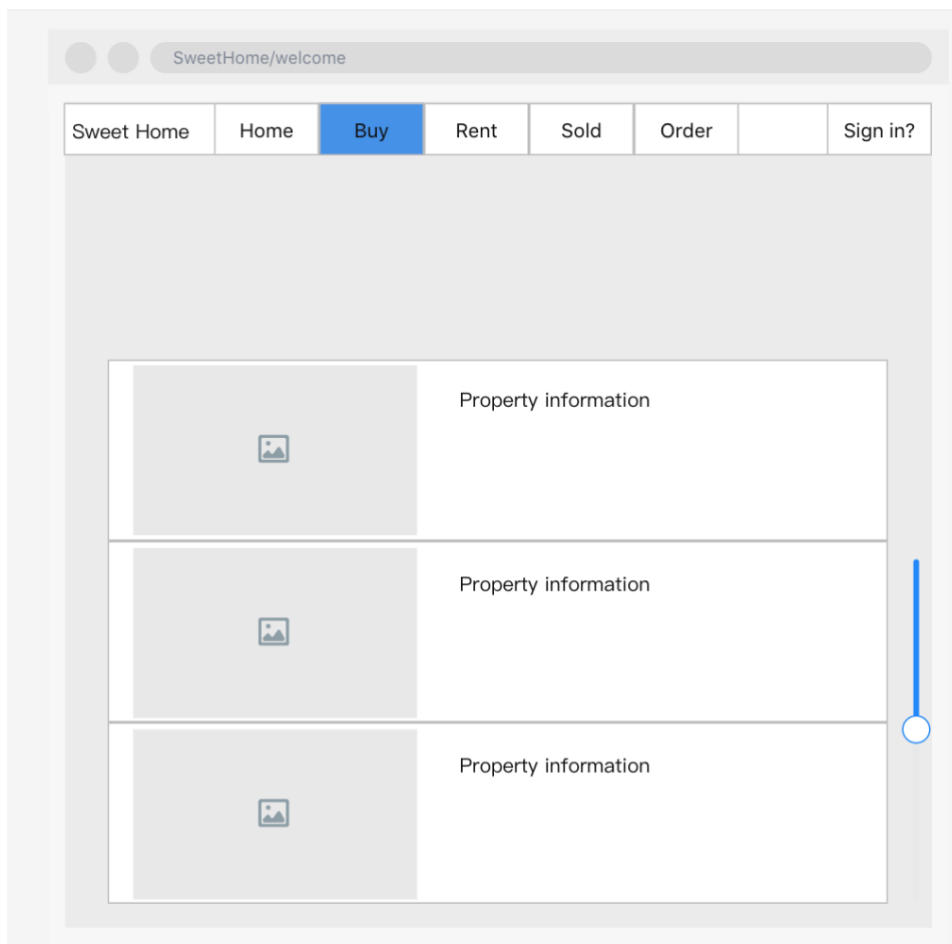 SweetHome/welcome
Sweet Home Home Buy Rent Sold Order Sign in?
Property information
Property information
Property information